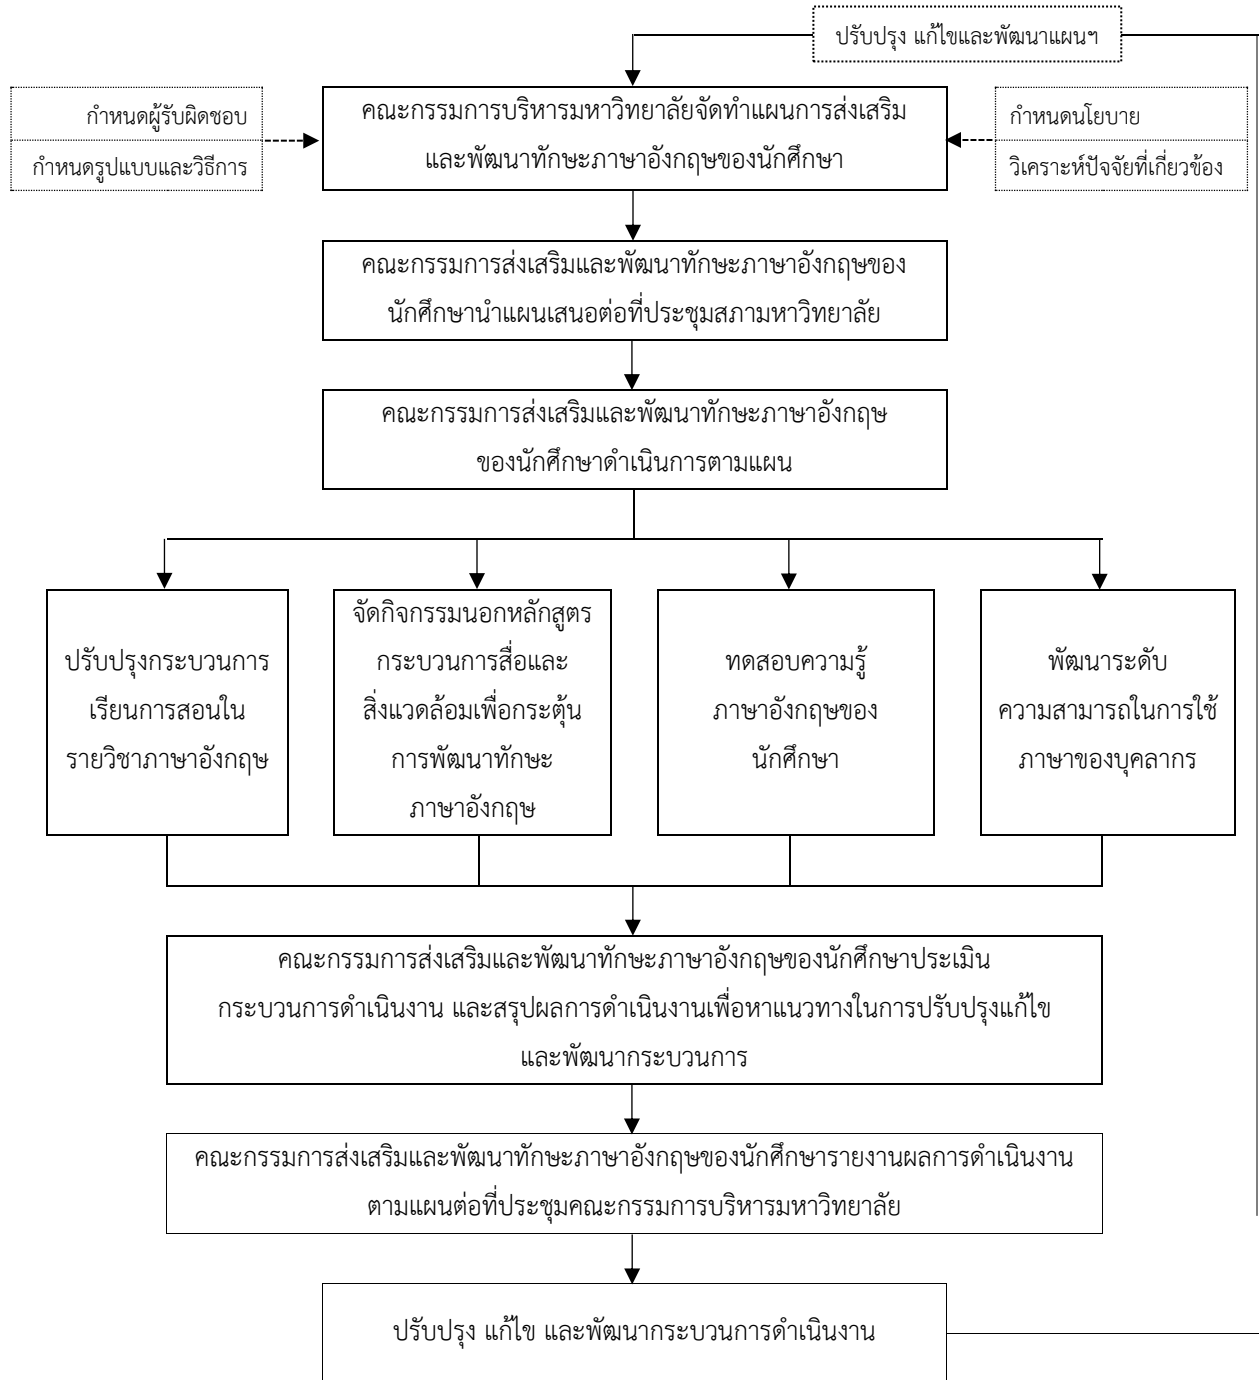 ปรับปรุง แก้ไขและพัฒนาแผนฯ
กำหนดผู้รับผิดชอบ
กำหนดรูปแบบและวิธีการ
คณะกรรมการบริหารมหาวิทยาลัยจัดทำแผนการส่งเสริม
และพัฒนาทักษะภาษาอังกฤษของนักศึกษา
กำหนดนโยบาย
วิเคราะห์ปัจจัยที่เกี่ยวข้อง
คณะกรรมการส่งเสริมและพัฒนาทักษะภาษาอังกฤษของ
นักศึกษานำแผนเสนอต่อที่ประชุมสภามหาวิทยาลัย
คณะกรรมการส่งเสริมและพัฒนาทักษะภาษาอังกฤษ
ของนักศึกษาดำเนินการตามแผน
ปรับปรุงกระบวนการ
เรียนการสอนใน
รายวิชาภาษาอังกฤษ
จัดกิจกรรมนอกหลักสูตร
กระบวนการสื่อและ
สิ่งแวดล้อมเพื่อกระตุ้น
การพัฒนาทักษะ
ภาษาอังกฤษ
ทดสอบความรู้
ภาษาอังกฤษของ
นักศึกษา
พัฒนาระดับ
ความสามารถในการใช้
ภาษาของบุคลากร
คณะกรรมการส่งเสริมและพัฒนาทักษะภาษาอังกฤษของนักศึกษาประเมิน
กระบวนการดำเนินงาน และสรุปผลการดำเนินงานเพื่อหาแนวทางในการปรับปรุงแก้ไข
และพัฒนากระบวนการ
คณะกรรมการส่งเสริมและพัฒนาทักษะภาษาอังกฤษของนักศึกษารายงานผลการดำเนินงาน
ตามแผนต่อที่ประชุมคณะกรรมการบริหารมหาวิทยาลัย
ปรับปรุง แก้ไข และพัฒนากระบวนการดำเนินงาน